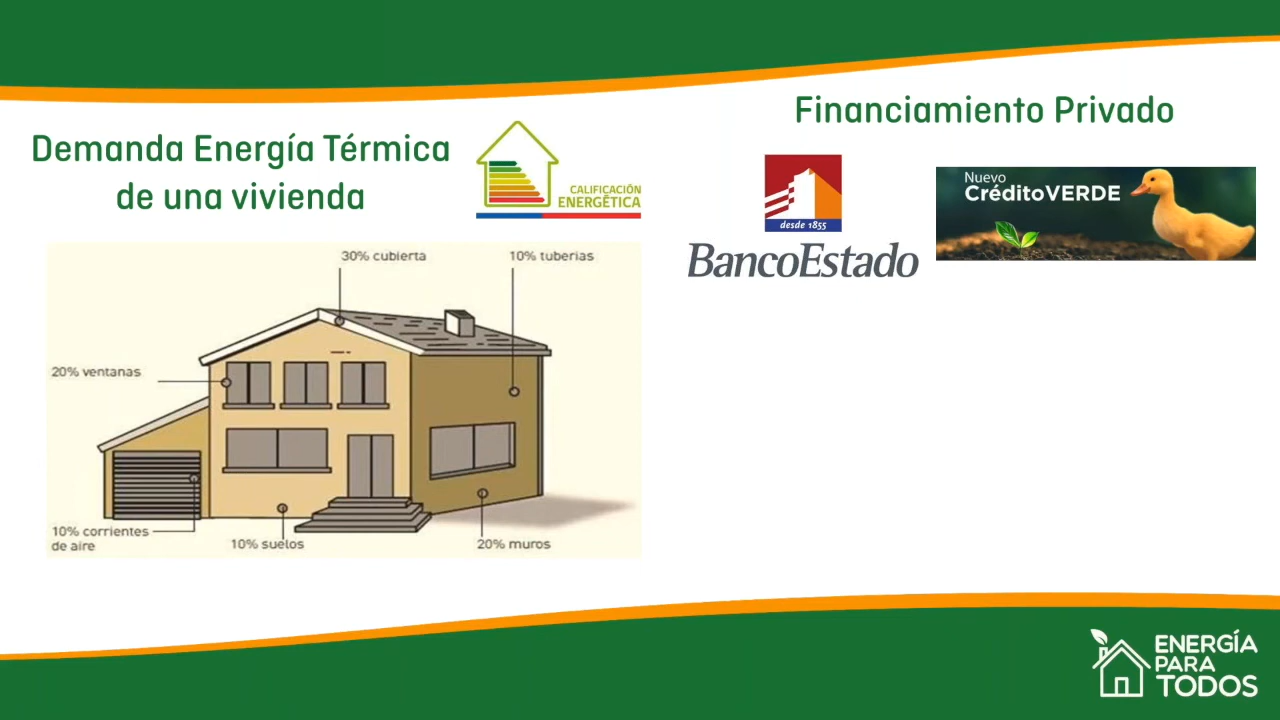 Demanda Energía Térmica
de una vivienda
CALIFICACIÓN
ENERGÉTICA
30% cubierta
10% tuberias
20% ventanas
10% corrientes
de aire
10% suelos
20% muros
Financiamiento Privado
desde 1855
BancoEstado
Nuevo
CréditoVERDE
ENERGÍA
PARA
TODOS